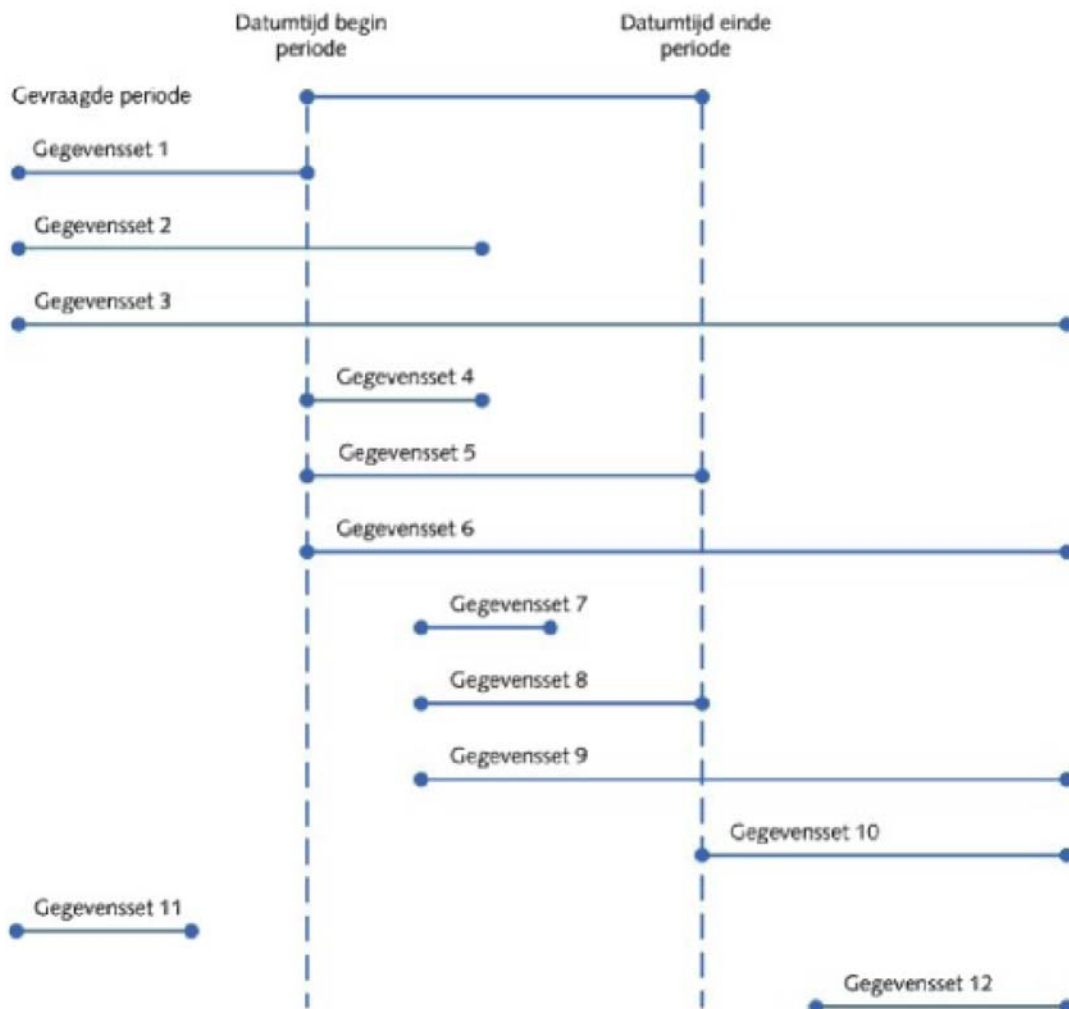 Datumtijd begin
periode
Datumtijd einde
periode
Gevraagde periode
Gegevensset 1
Gegevensset 2
Gegevensset 3
Gegevensset 4
Gegevensset 5
Gegevensset 6
Gegevensset 7
Gegevensset 8
Gegevensset 9
Gegevensset 10
Gegevensset 11
Gegevensset 12